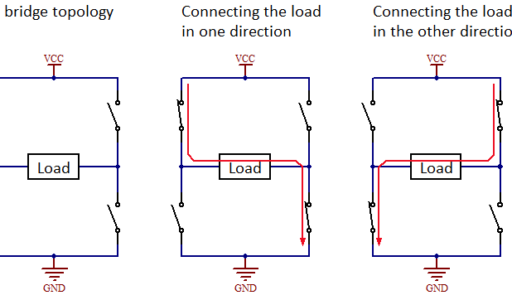 bridge topology
Connecting the load
in one direction
Connecting the load
in the other directio
VCC
VCC
VCC
Load
Load
Load
GND
GND
GND